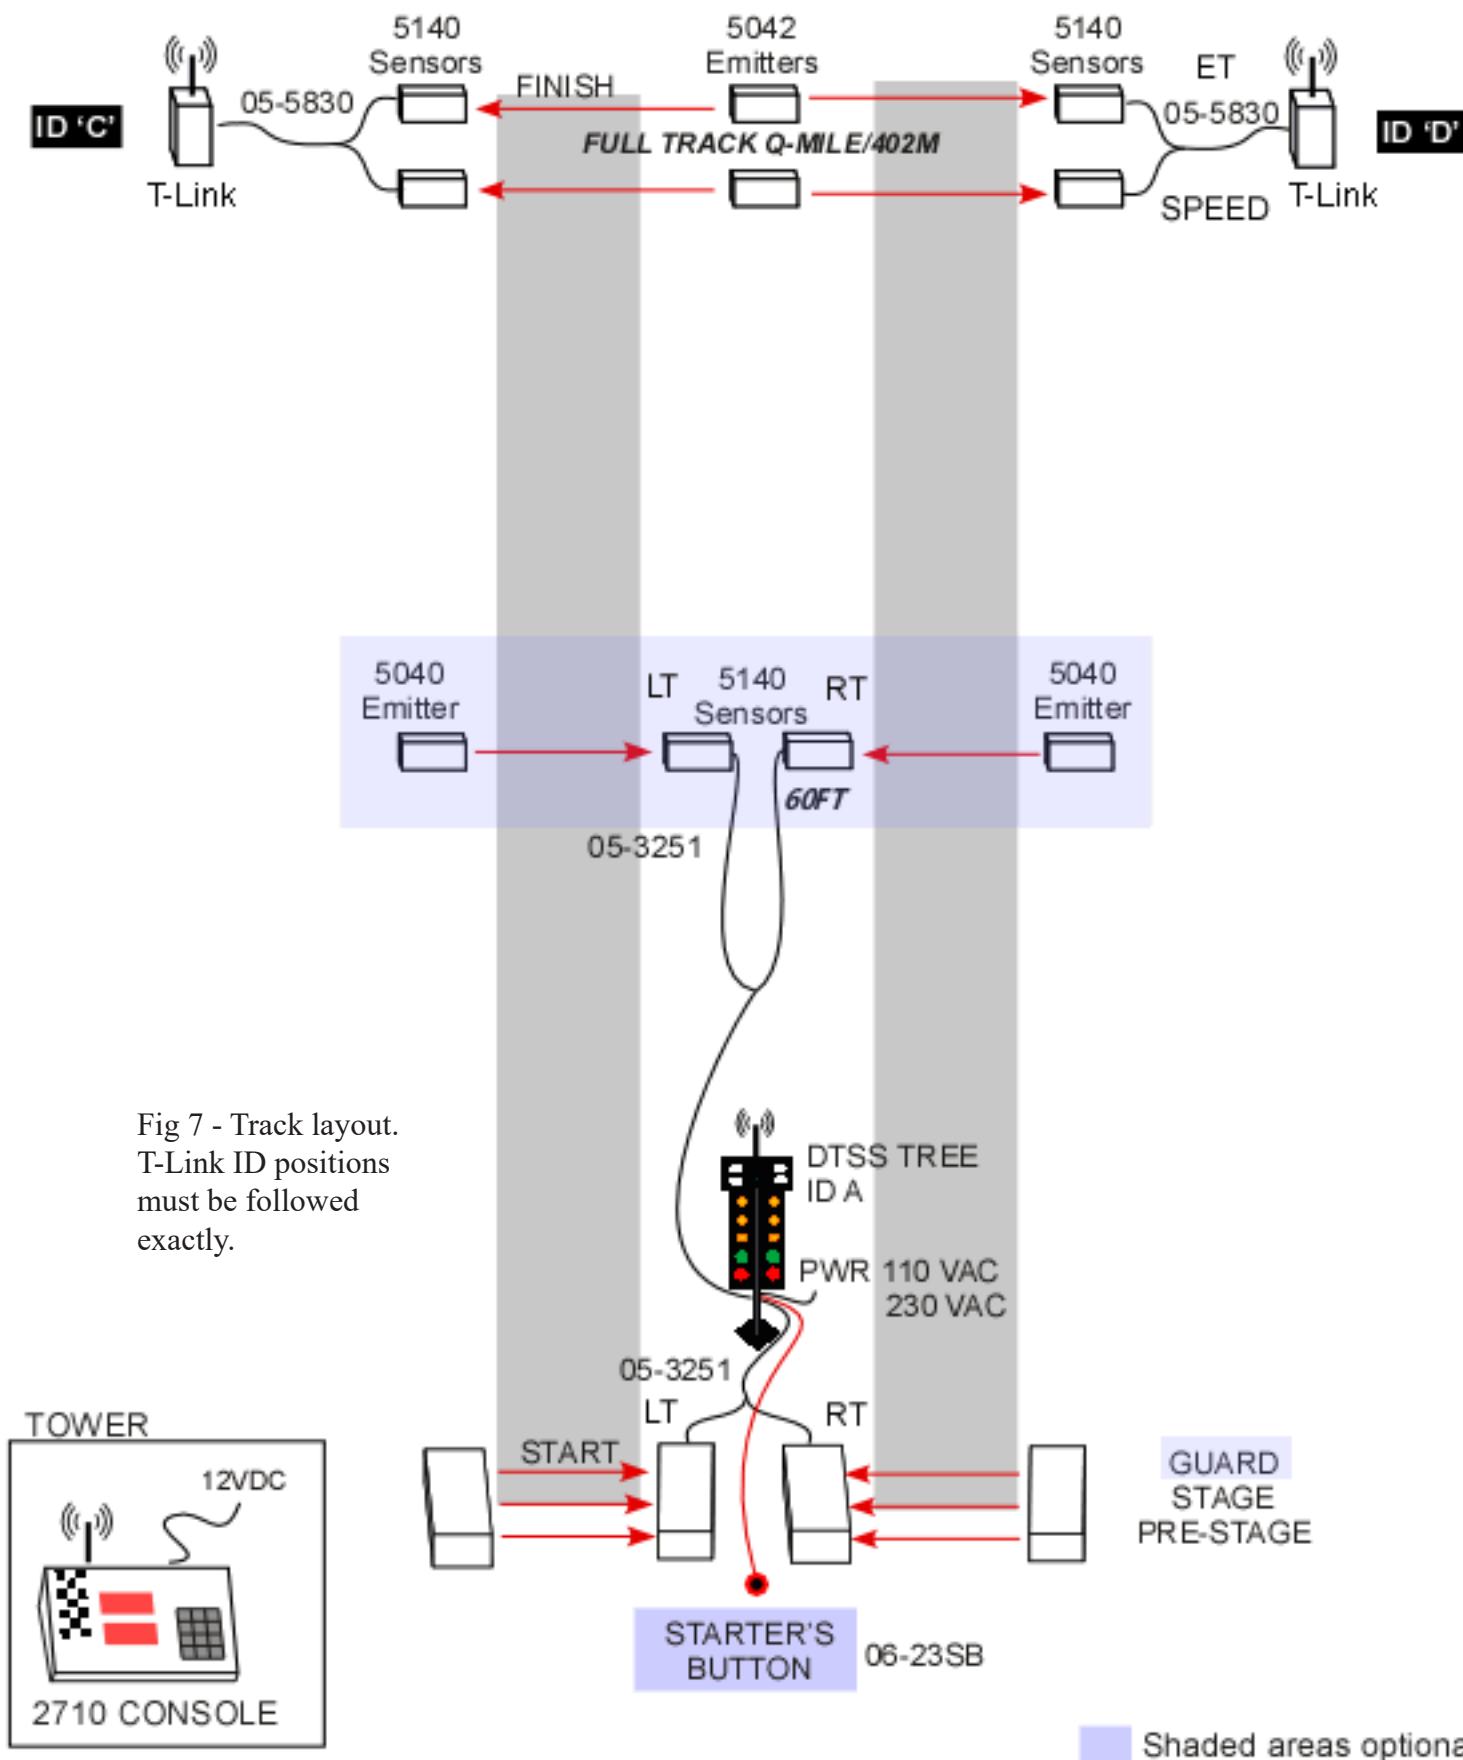 5140
Sensors
5042
Emitters
5140
Sensors
ET
FINISH
05-5830
05-5830
ID ‘C’
ID ‘D’
FULL TRACK Q-MILE/402M
T-Link
SPEED
T-Link
5040
Emitter
LT
5140
Sensors
RT
5040
Emitter
60FT
05-3251
Fig 7 - Track layout.
T-Link ID positions
must be followed
exactly.
DTSS TREE
ID A
PWR 110 VAC
230 VAC
05-3251
LT
RT
START
TOWER
12VDC
GUARD
STAGE
PRE-STAGE
2710 CONSOLE
STARTER'S
BUTTON
06-23SB
Shaded areas optiona